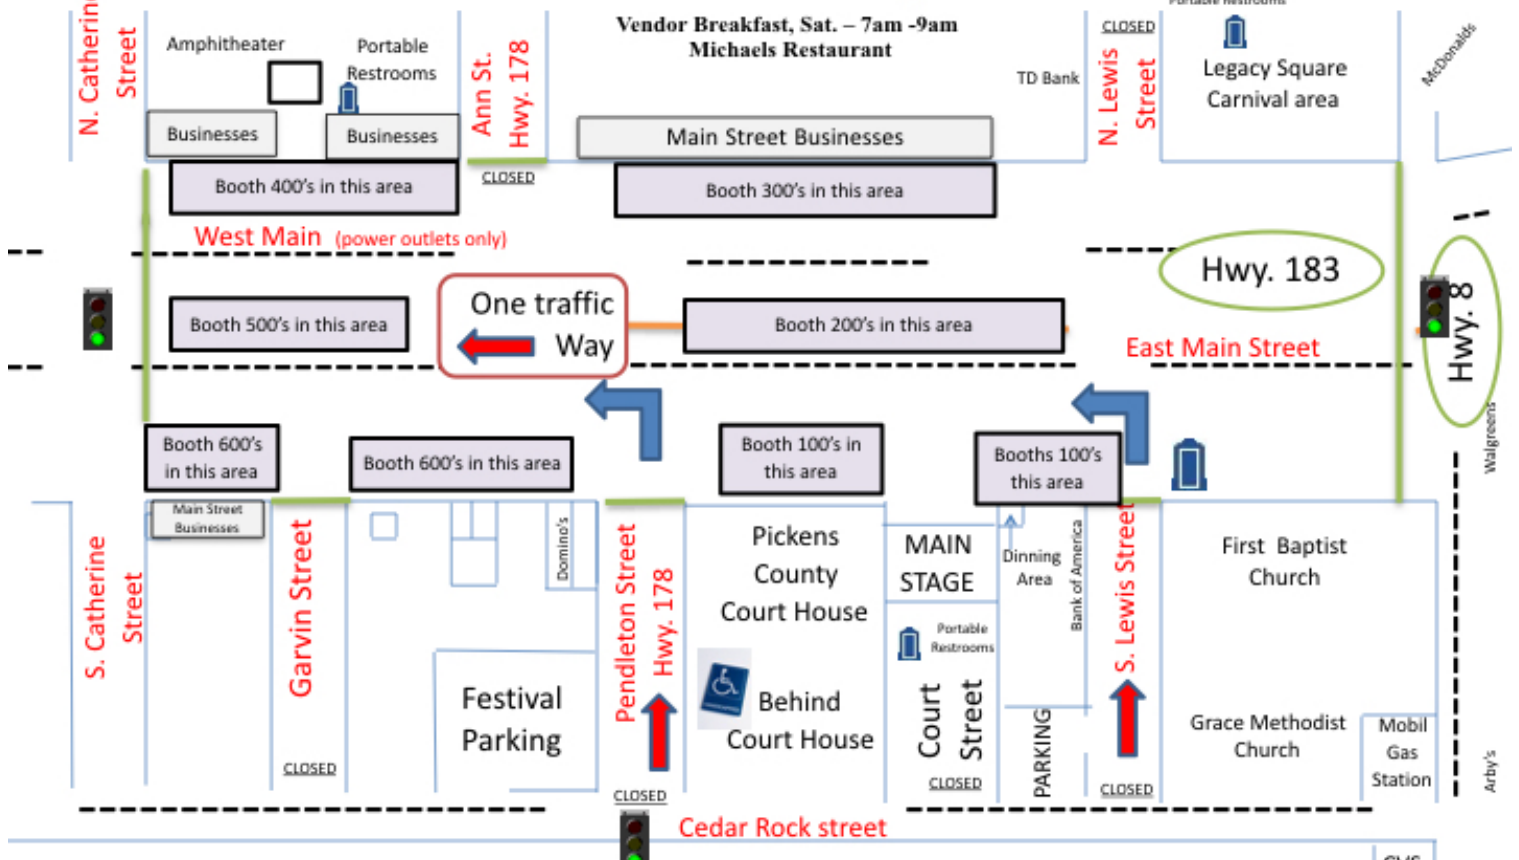 Portable Restrooms
Vendor Breakfast, Sat. – 7am -9am
Michaels Restaurant
N. Catherine
Street
Amphitheater
Portable
Restrooms
Businesses
Businesses
Ann St.
Hwy. 178
CLOSED
TD Bank
Main Street Businesses
N. Lewis
Street
CLOSED
Legacy Square
Carnival area
McDonalds
Booth 400's in this area
Booth 300's in this area
West Main (power outlets only)
Hwy. 183
Hwy. 8
Booth 500's in this area
One traffic
Way
Booth 200's in this area
East Main Street
Walgreens
Booth 600's
in this area
Booth 600's in this area
Booth 100's in
this area
Booths 100's
this area
Main Street
Businesses
S. Catherine
Street
Garvin Street
CLOSED
Domino's
Festival
Parking
Pendleton Street
Hwy. 178
CLOSED
Pickens
County
Court House
Behind
Court House
MAIN
STAGE
Portable
Restrooms
Court
Street
CLOSED
Dinning
Area
Bank of America
PARKING
S. Lewis Street
CLOSED
First Baptist
Church
Grace Methodist
Church
Mobil
Gas
Station
Arby's
Cedar Rock street